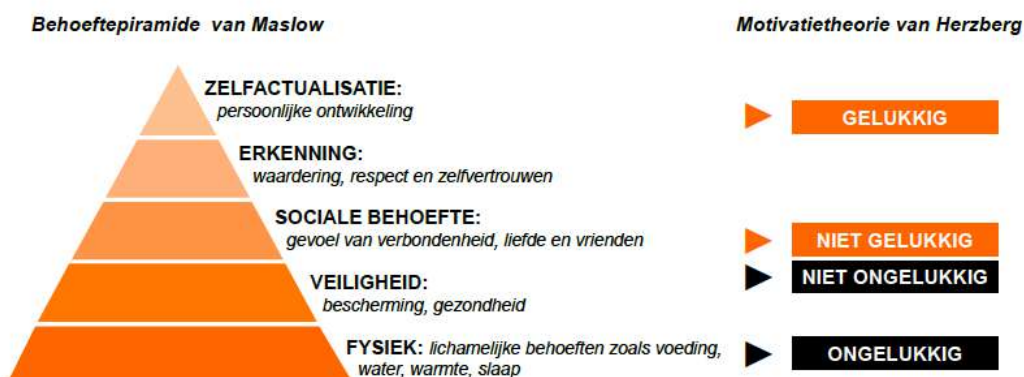 Behoeftepiramide van Maslow
Motivatietheorie van Herzberg
ZELFACTUALISATIE:
persoonlijke ontwikkeling
GELUKKIG
ERKENNING:
waardering, respect en zelfvertrouwen
SOCIALE BEHOEFTE:
gevoel van verbondenheid, liefde en vrienden
NIET GELUKKIG
VEILIGHEID:
bescherming, gezondheid
NIET ONGELUKKIG
FYSIEK: lichamelijke behoeften zoals voeding,
water, warmte, slaap
ONGELUKKIG